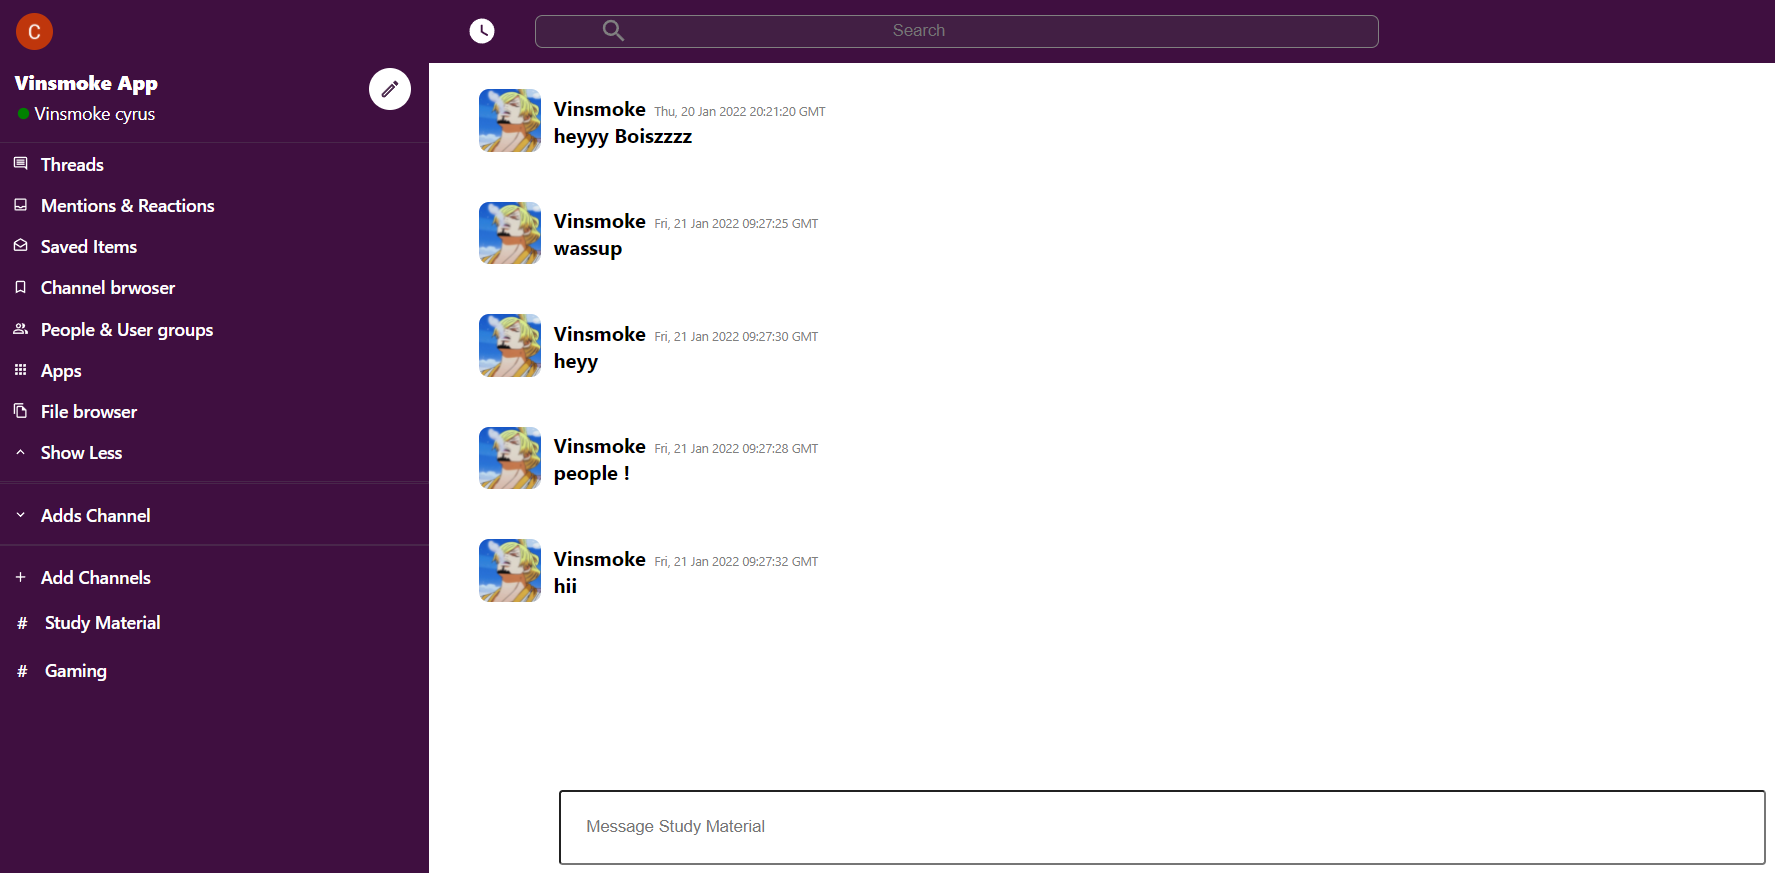 C
Vinsmoke App
Vinsmoke cyrus
Threads
Mentions & Reactions
Saved Items
Channel brwoser
People & User groups
Apps
File browser
Show Less
Adds Channel
+ Add Channels
# Study Material
# Gaming
Search
Vinsmoke Thu, 20 Jan 2022 20:21:20 GMT
heyyy Boiszzzz
Vinsmoke Fri, 21 Jan 2022 09:27:25 GMT
wassup
Vinsmoke Fri, 21 Jan 2022 09:27:30 GMT
heyy
Vinsmoke Fri, 21 Jan 2022 09:27:28 GMT
people !
Vinsmoke Fri, 21 Jan 2022 09:27:32 GMT
hii
Message Study Material